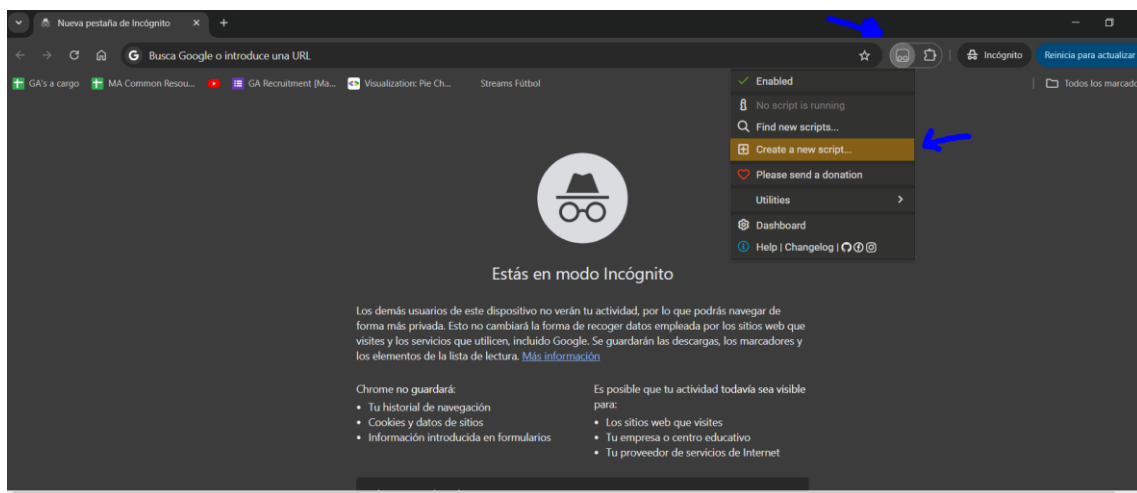 Nueva pestaña de Incógnito
Busca Google o introduce una URL
Incógnito
Reinicia para actualizar
GA's a cargo
MA Common Resou...
GA Recruitment [Ma...
Visualization: Pie Ch...
Streams Fútbol
Todos los marcado
Enabled
No script is running
Find new scripts...
Create a new script...
Please send a donation
Utilities
Dashboard
Help | Changelog |
Estás en modo Incógnito
Los demás usuarios de este dispositivo no verán tu actividad, por lo que podrás navegar de
forma más privada. Esto no cambiará la forma de recoger datos empleada por los sitios web que
visites y los servicios que utilicen, incluido Google. Se guardarán las descargas, los marcadores y
los elementos de la lista de lectura. Más información
Chrome no guardará:
• Tu historial de navegación
• Cookies y datos de sitios
• Información introducida en formularios
Es posible que tu actividad todavía sea visible
para:
• Los sitios web que visites
• Tu empresa o centro educativo
• Tu proveedor de servicios de Internet